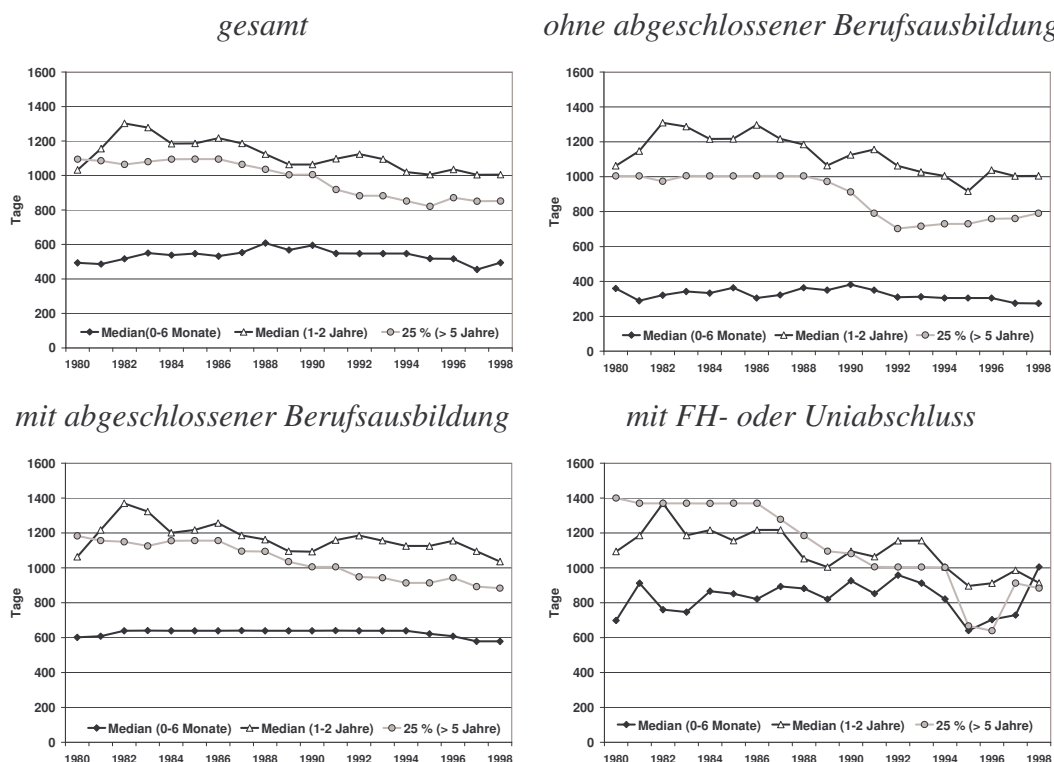 gesamt
1600
1400
1200
1000
800
600
400
200
0
Tage
Median(0-6 Monate) Median (1-2 Jahre) 25 % (> 5 Jahre)
1980 1982 1984 1986 1988 1990 1992 1994 1996 1998
ohne abgeschlossener Berufsausbildung
1600
1400
1200
1000
800
600
400
200
0
Tage
Median (0-6 Monate) Median (1-2 Jahre) 25 % (> 5 Jahre)
1980 1982 1984 1986 1988 1990 1992 1994 1996 1998
mit abgeschlossener Berufsausbildung
1600
1400
1200
1000
800
600
400
200
0
Tage
Median (0-6 Monate) Median (1-2 Jahre) 25 % (> 5 Jahre)
1980 1982 1984 1986 1988 1990 1992 1994 1996 1998
mit FH- oder Uniabschluss
1600
1400
1200
1000
800
600
400
200
0
Tage
Median (0-6 Monate) Median (1-2 Jahre) 25 % (> 5 Jahre)
1980 1982 1984 1986 1988 1990 1992 1994 1996 1998